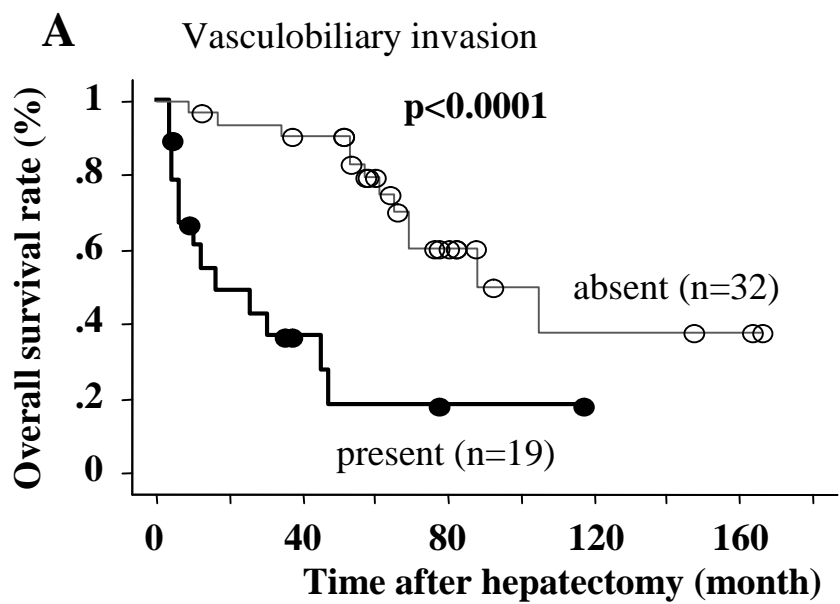 A
Vasculobiliary invasion
p<0.0001
Overall survival rate (%)
1
.8
.6
.4
.2
0
absent (n=32)
present (n=19)
0 40 80 120 160
Time after hepatectomy (month)